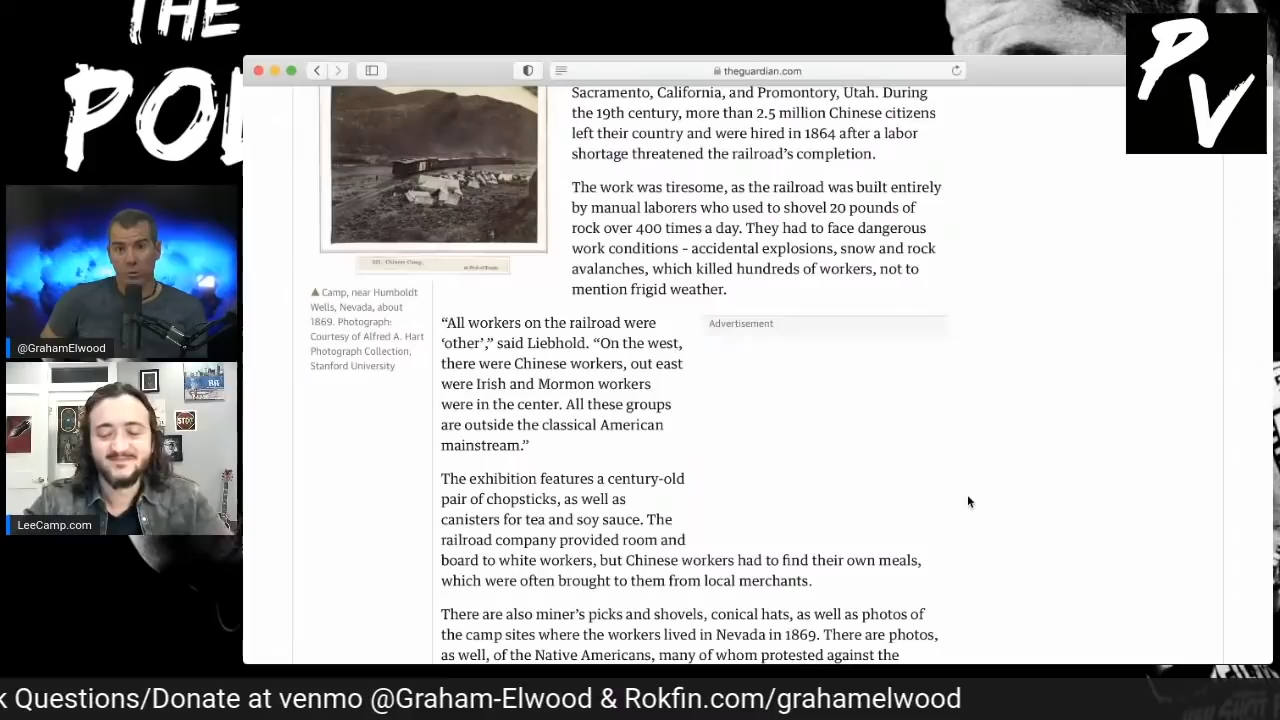 THE
PO
PV
theguardian.com
Sacramento, California, and Promontory, Utah. During
the 19th century, more than 2.5 million Chinese citizens
left their country and were hired in 1864 after a labor
shortage threatened the railroad’s completion.
The work was tiresome, as the railroad was built entirely
by manual laborers who used to shovel 20 pounds of
rock over 400 times a day. They had to face dangerous
work conditions – accidental explosions, snow and rock
avalanches, which killed hundreds of workers, not to
mention frigid weather.
Chinese Camp,
▲ Camp, near Humboldt
Wells, Nevada, about
1869. Photograph:
Courtesy of Alfred A. Hart
Photograph Collection,
Stanford University
“All workers on the railroad were
‘other’,” said Liebhold. “On the west,
there were Chinese workers, out east
were Irish and Mormon workers
were in the center. All these groups
are outside the classical American
mainstream.”
Advertisement
The exhibition features a century-old
pair of chopsticks, as well as
canisters for tea and soy sauce. The
railroad company provided room and
board to white workers, but Chinese workers had to find their own meals,
which were often brought to them from local merchants.
There are also miner’s picks and shovels, conical hats, as well as photos of
the camp sites where the workers lived in Nevada in 1869. There are photos,
as well, of the Native Americans, many of whom protested against the
@GrahamElwood
STOP
LeeCamp.com
k Questions/Donate at venmo @Graham-Elwood & Rokfin.com/grahamelwood